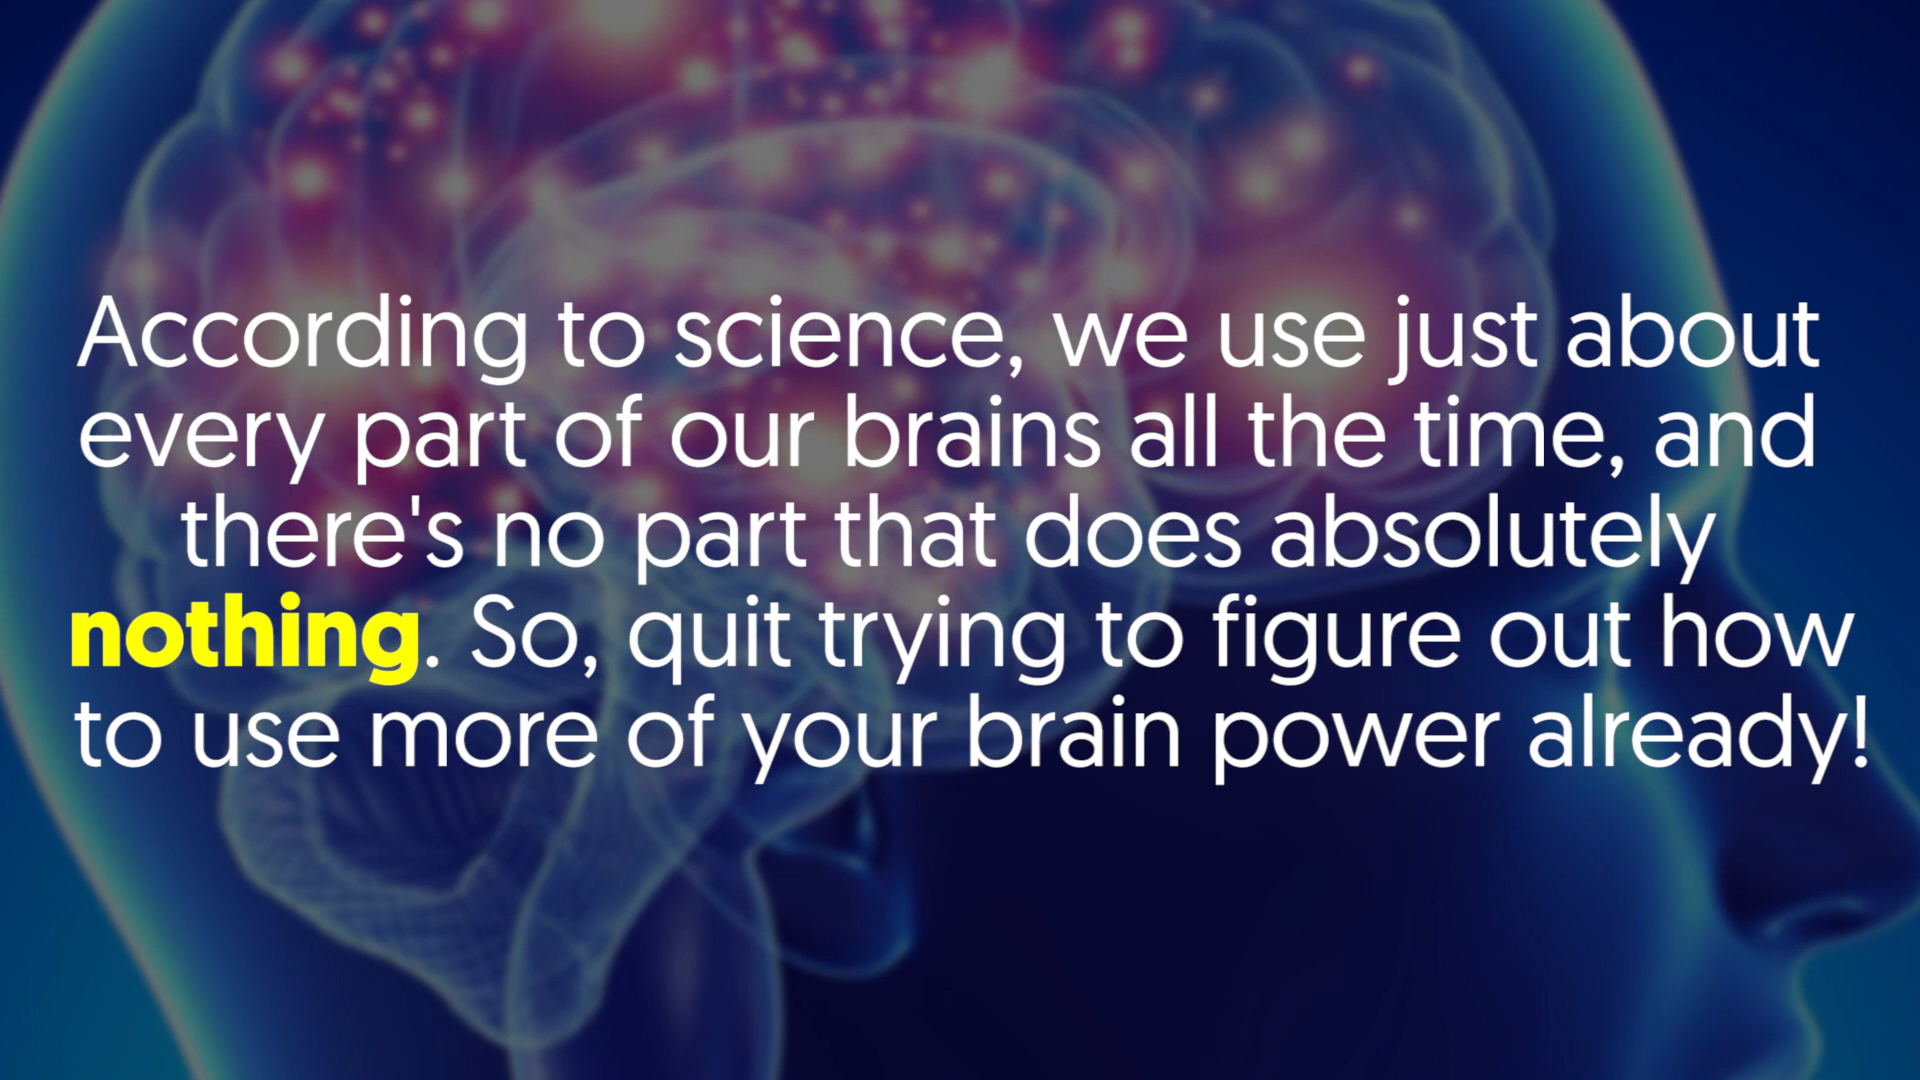 According to science, we use just about
every part of our brains all the time, and
there's no part that does absolutely
nothing. So, quit trying to figure out how
to use more of your brain power already!